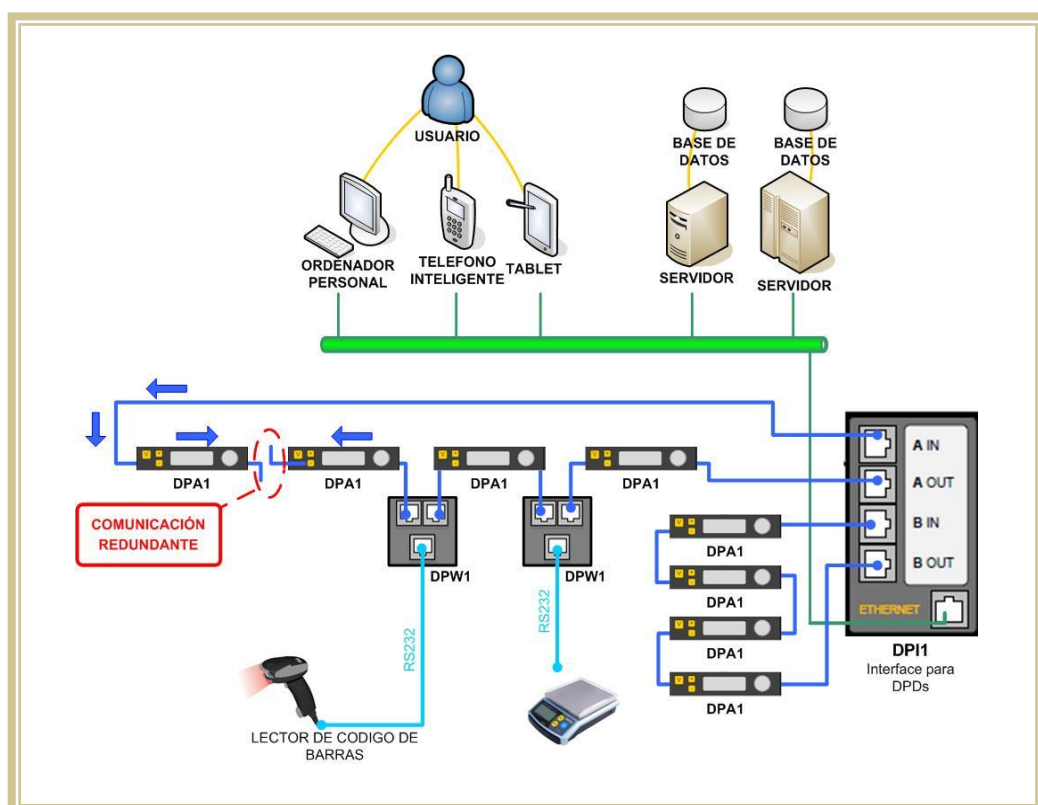 USUARIO
BASE DE
DATOS
BASE DE
DATOS
ORDENADOR
PERSONAL
TELEFONO
INTELIGENTE
TABLET
SERVIDOR
SERVIDOR
A IN
A OUT
B IN
B OUT
ETHERNET
DPI1
Interface para
DPDs
DPA1
DPA1
DPA1
DPA1
COMUNICACIÓN
REDUNDANTE
DPW1
DPW1
RS232
RS232
DPA1
DPA1
DPA1
DPA1
LECTOR DE CODIGO DE
BARRAS